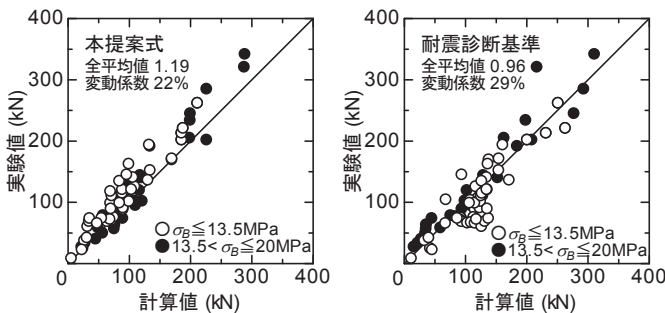 本提案式
全平均値 1.19
変動係数 22%
実験値 (kN)
400
300
200
100
0
σB≦13.5MPa
13.5<σB≦20MPa
0 100 200 300 400
計算値 (kN)
耐震診断基準
全平均値 0.96
変動係数 29%
実験値 (kN)
400
300
200
100
0
σB≦13.5MPa
13.5<σB≦20MPa
0 100 200 300 400
計算値 (kN)